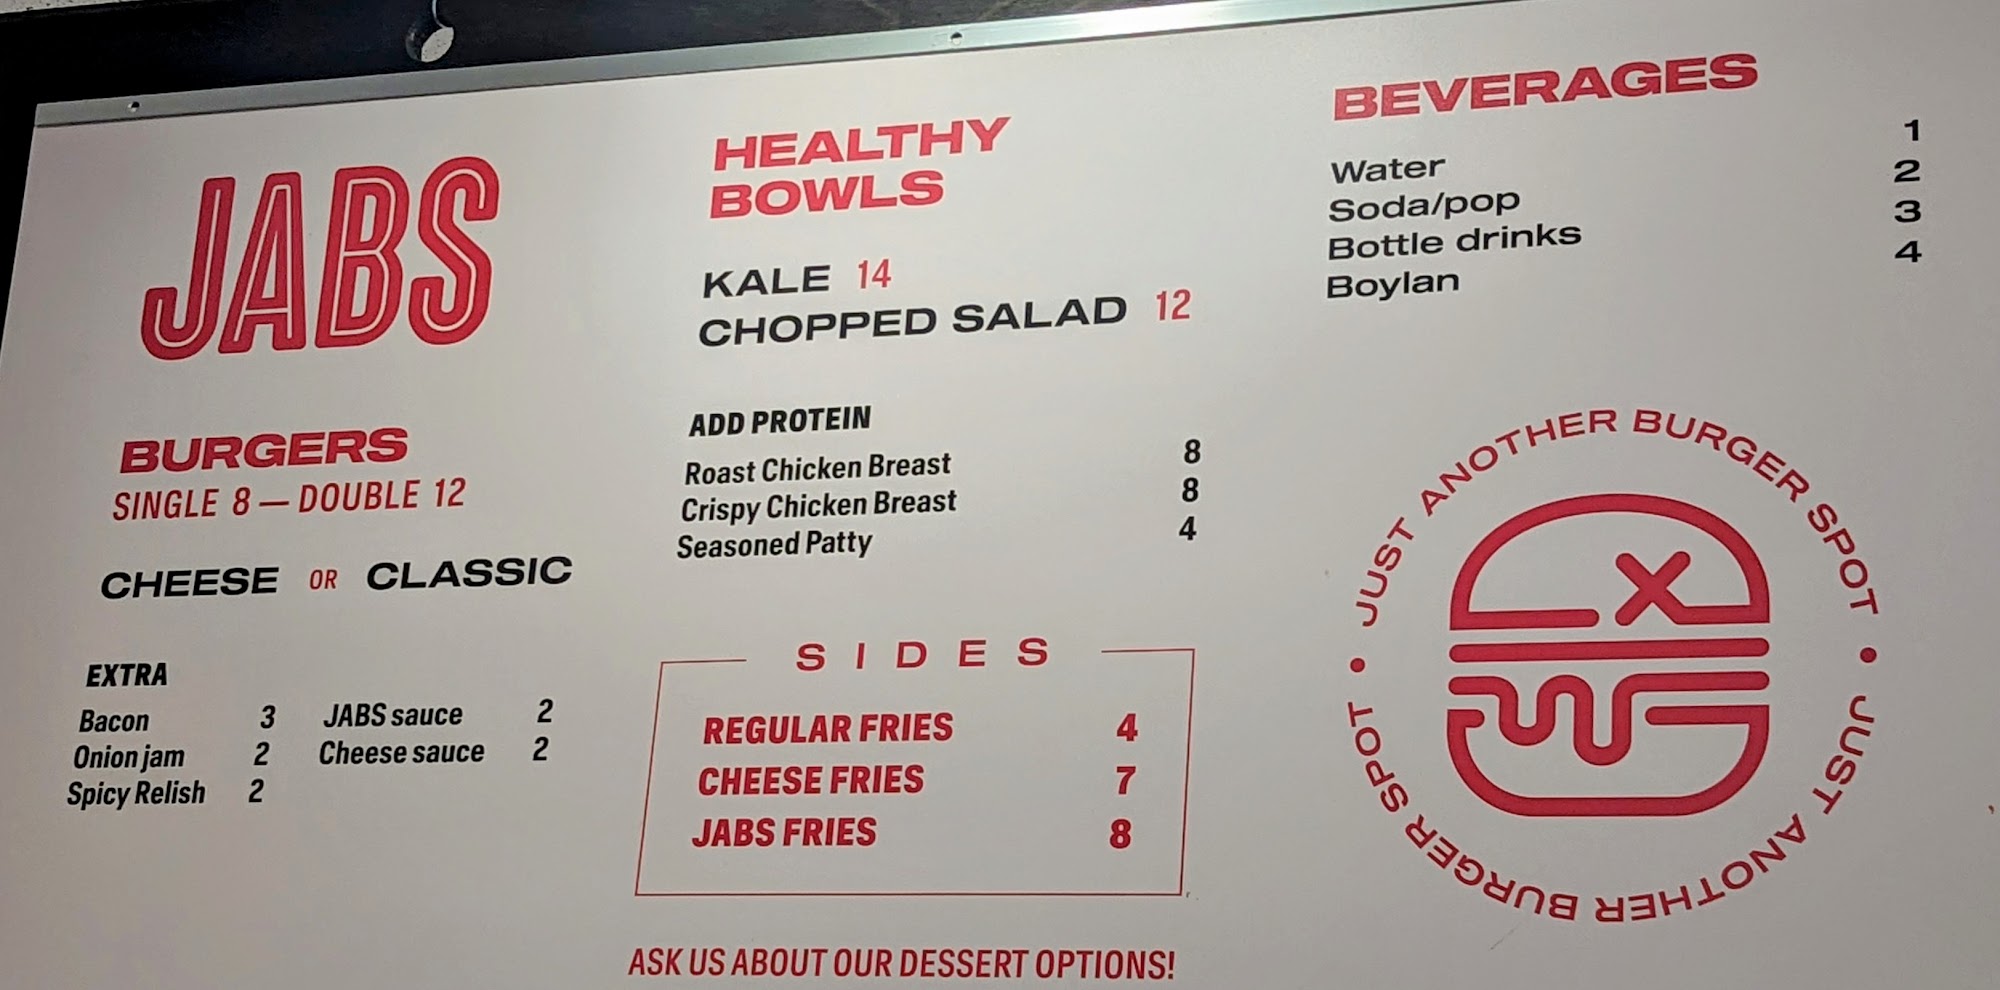 JABS
BURGERS
SINGLE 8 — DOUBLE 12
CHEESE OR CLASSIC
EXTRA
Bacon 3 JABS sauce 2
Onion jam 2 Cheese sauce 2
Spicy Relish 2
HEALTHY
BOWLS
KALE 14
CHOPPED SALAD 12
ADD PROTEIN
Roast Chicken Breast 8
Crispy Chicken Breast 8
Seasoned Patty 4
SIDES
REGULAR FRIES 4
CHEESE FRIES 7
JABS FRIES 8
ASK US ABOUT OUR DESSERT OPTIONS!
BEVERAGES
Water 1
Soda/pop 2
Bottle drinks 3
Boylan 4
• JUST ANOTHER BURGER SPOT • JUST ANOTHER BURGER SPOT